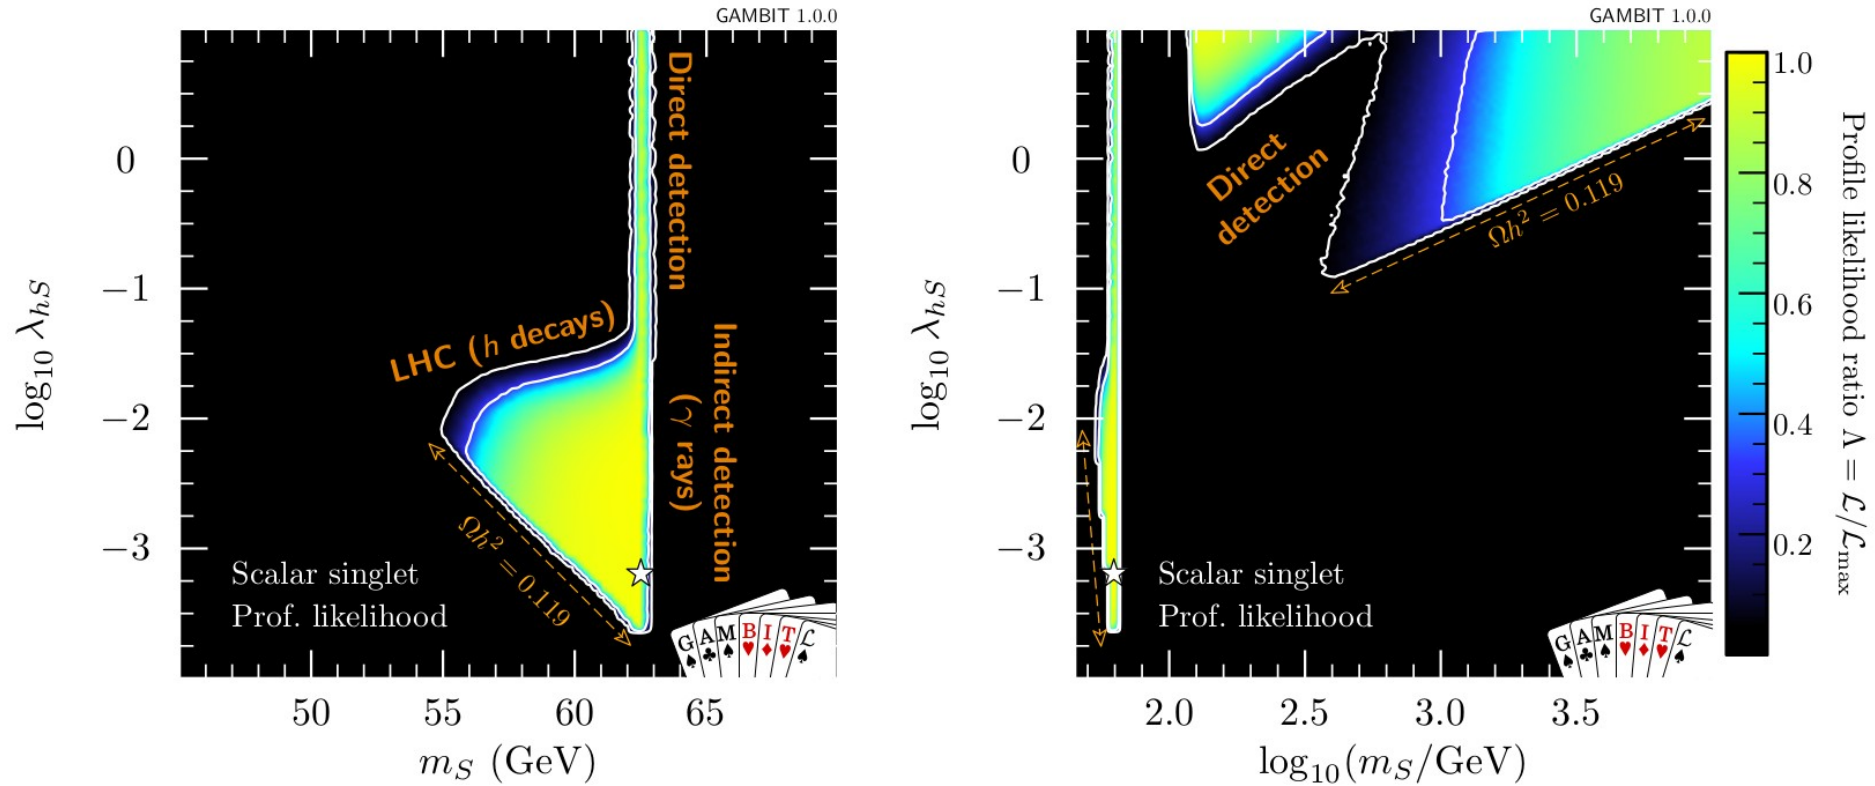 GAMBIT 1.0.0
0
−1
−2
−3
log₁₀ λ_hS
50
55
60
65
m_S (GeV)
Direct detection
LHC (h decays)
Indirect detection
(γ rays)
Ωh² = 0.119
Scalar singlet
Prof. likelihood
G A M B I T L
GAMBIT 1.0.0
0
−1
−2
−3
log₁₀ λ_hS
2.0
2.5
3.0
3.5
log₁₀(m_S/GeV)
Direct
detection
Ωh² = 0.119
Scalar singlet
Prof. likelihood
G A M B I T ℒ
1.0
0.8
0.6
0.4
0.2
Profile likelihood ratio Λ = ℒ/ℒ_max